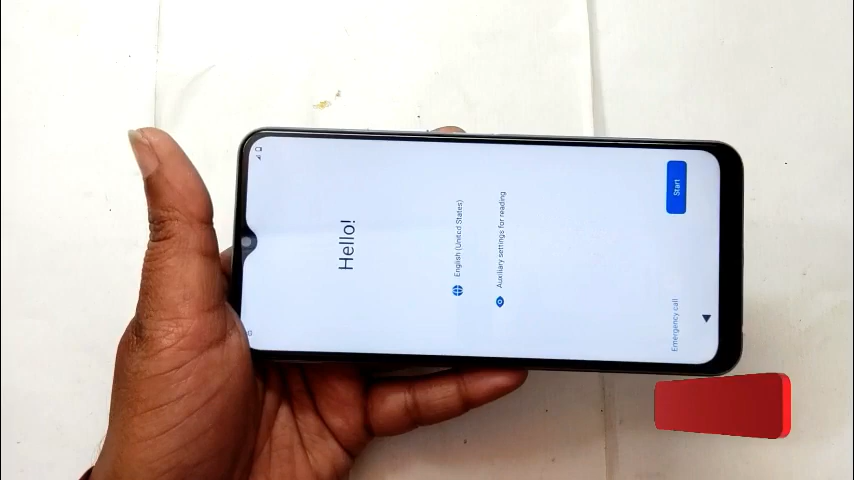 Hello!
English (United States)
Auxiliary settings for reading
Emergency call
Start